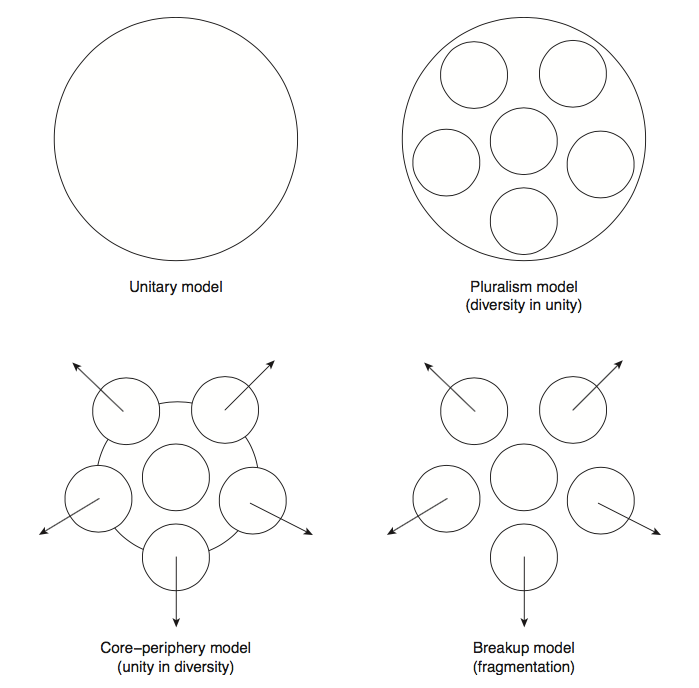 Unitary model
Pluralism model
(diversity in unity)
Core–periphery model
(unity in diversity)
Breakup model
(fragmentation)